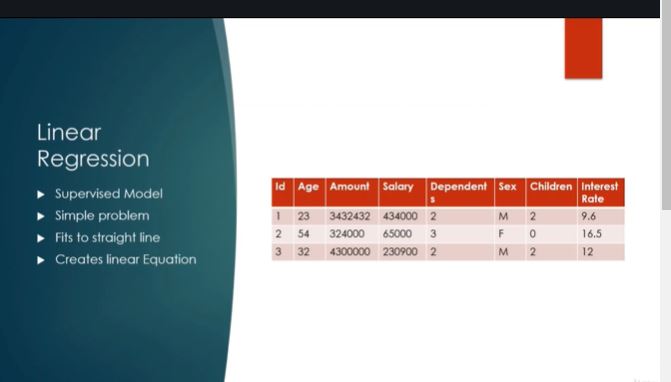 Linear
Regression
Supervised Model
Simple problem
Fits to straight line
Creates linear Equation
Id Age Amount Salary Dependent Sex Children Interest
s Rate
1 23 3432432 434000 2 M 2 9.6
2 54 324000 65000 3 F 0 16.5
3 32 4300000 230900 2 M 2 12